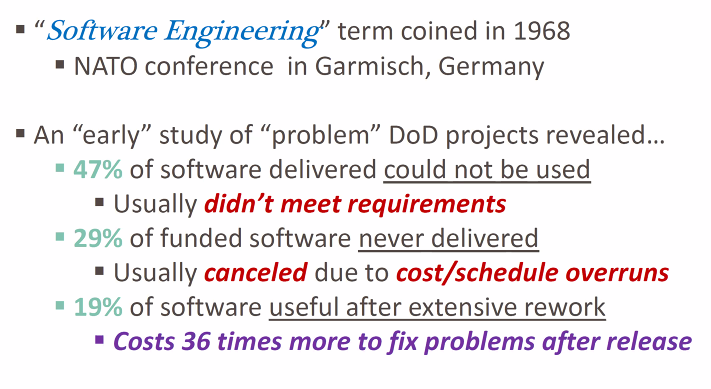 ▪ “Software Engineering” term coined in 1968
▪ NATO conference in Garmisch, Germany
▪ An “early” study of “problem” DoD projects revealed…
▪ 47% of software delivered could not be used
▪ Usually didn’t meet requirements
▪ 29% of funded software never delivered
▪ Usually canceled due to cost/schedule overruns
▪ 19% of software useful after extensive rework
▪ Costs 36 times more to fix problems after release